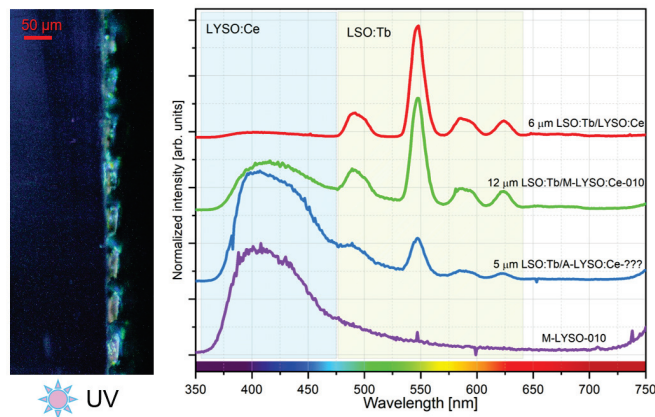 50 µm
UV
LYSO:Ce
LSO:Tb
Normalized intensity [arb. units]
6 µm LSO:Tb/LYSO:Ce
12 µm LSO:Tb/M-LYSO:Ce-010
5 µm LSO:Tb/A-LYSO:Ce-???
M-LYSO-010
350 400 450 500 550 600 650 700 750
Wavelength [nm]